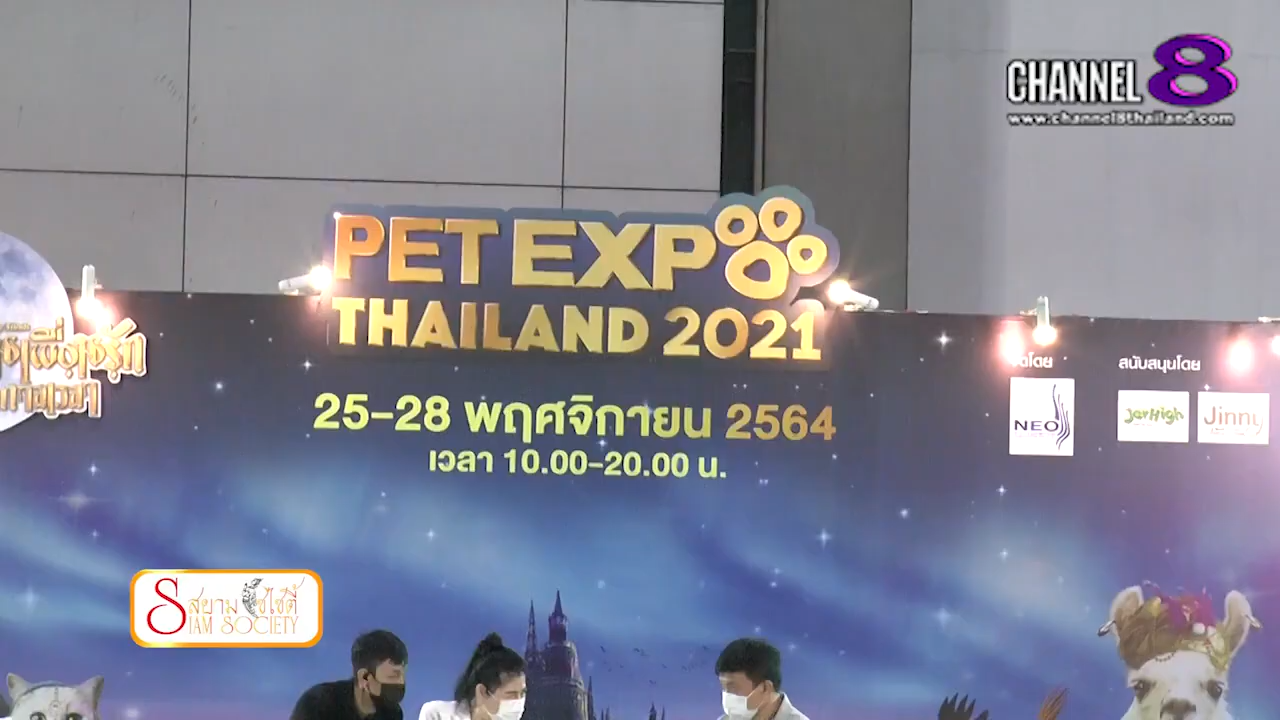 CHANNEL 8
www.channel8thailand.com
PET EXPO
THAILAND 2021
25-28 พฤศจิกายน 2564
เวลา 10.00-20.00 น.
สนับสนุนโดย
NEO
JerHigh
Jinny
สยามโซไซตี้
SIAM SOCIETY